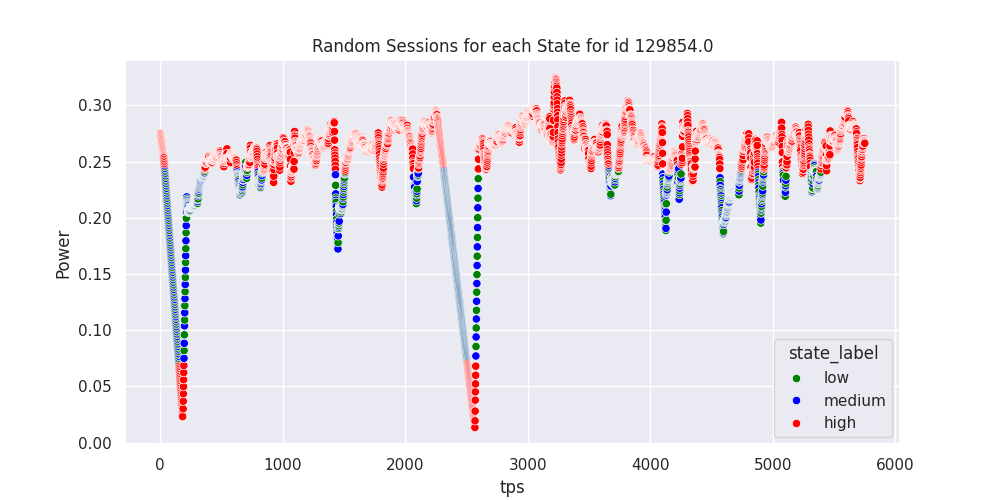 Random Sessions for each State for id 129854.0
Power
0.30
0.25
0.20
0.15
0.10
0.05
0.00
0
1000
2000
3000
4000
5000
6000
tps
state_label
low
medium
high